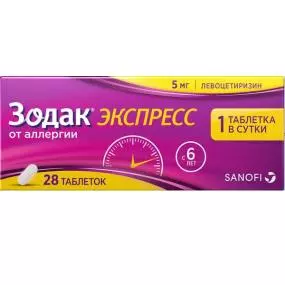 5 мг ЛЕВОЦЕТИРИЗИН
Зодак® ЭКСПРЕСС
от аллергии
1 ТАБЛЕТКА
В СУТКИ
с 6
ЛЕТ
28 ТАБЛЕТОК
SANOFI